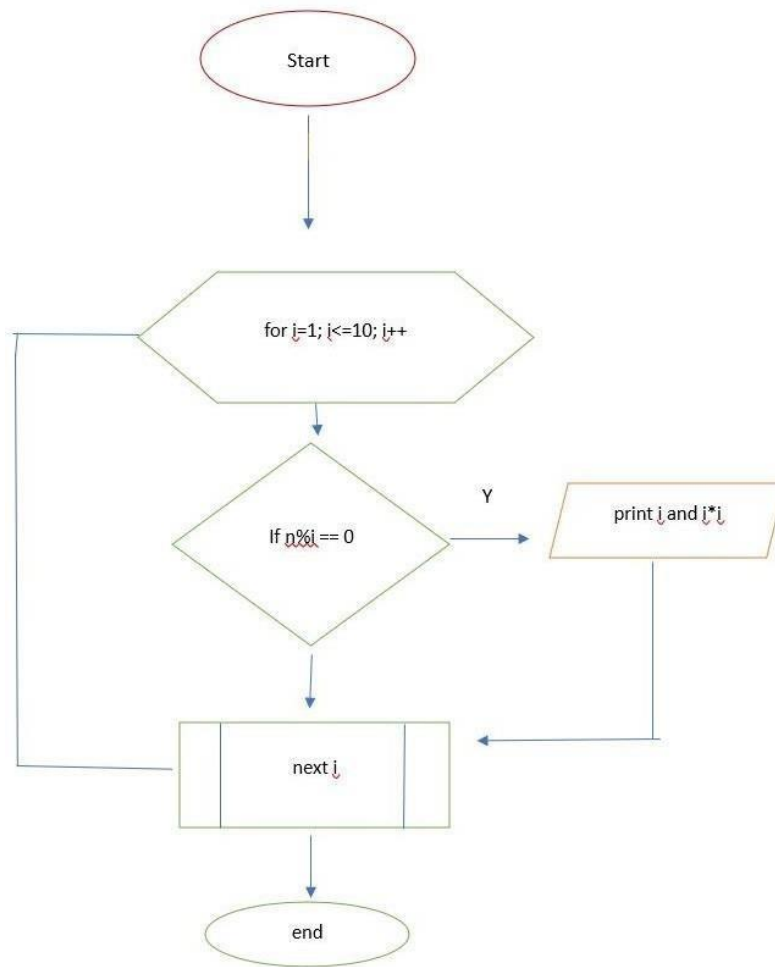 Start
for i=1; i<=10; i++
If n%i == 0
Y
print i and i*i
next i
end